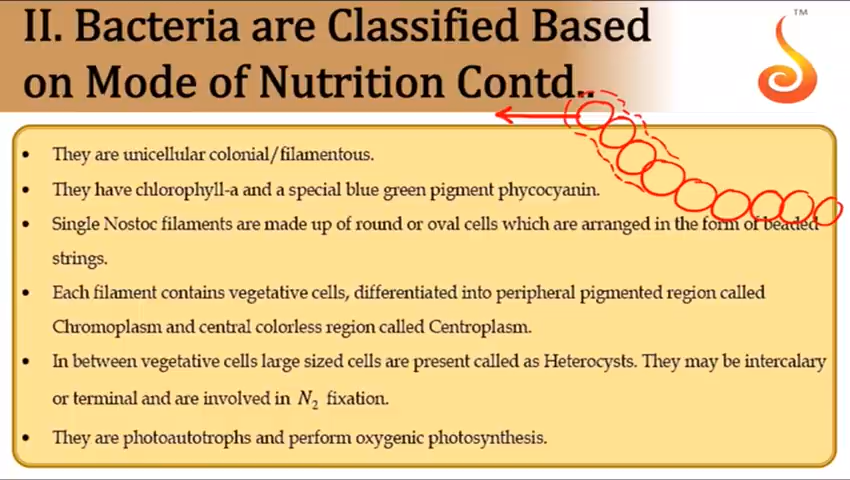 II. Bacteria are Classified Based
on Mode of Nutrition Contd..
TM
• They are unicellular colonial/filamentous.
• They have chlorophyll-a and a special blue green pigment phycocyanin.
• Single Nostoc filaments are made up of round or oval cells which are arranged in the form of beaded
strings.
• Each filament contains vegetative cells, differentiated into peripheral pigmented region called
Chromoplasm and central colorless region called Centroplasm.
• In between vegetative cells large sized cells are present called as Heterocysts. They may be intercalary
or terminal and are involved in N₂ fixation.
• They are photoautotrophs and perform oxygenic photosynthesis.